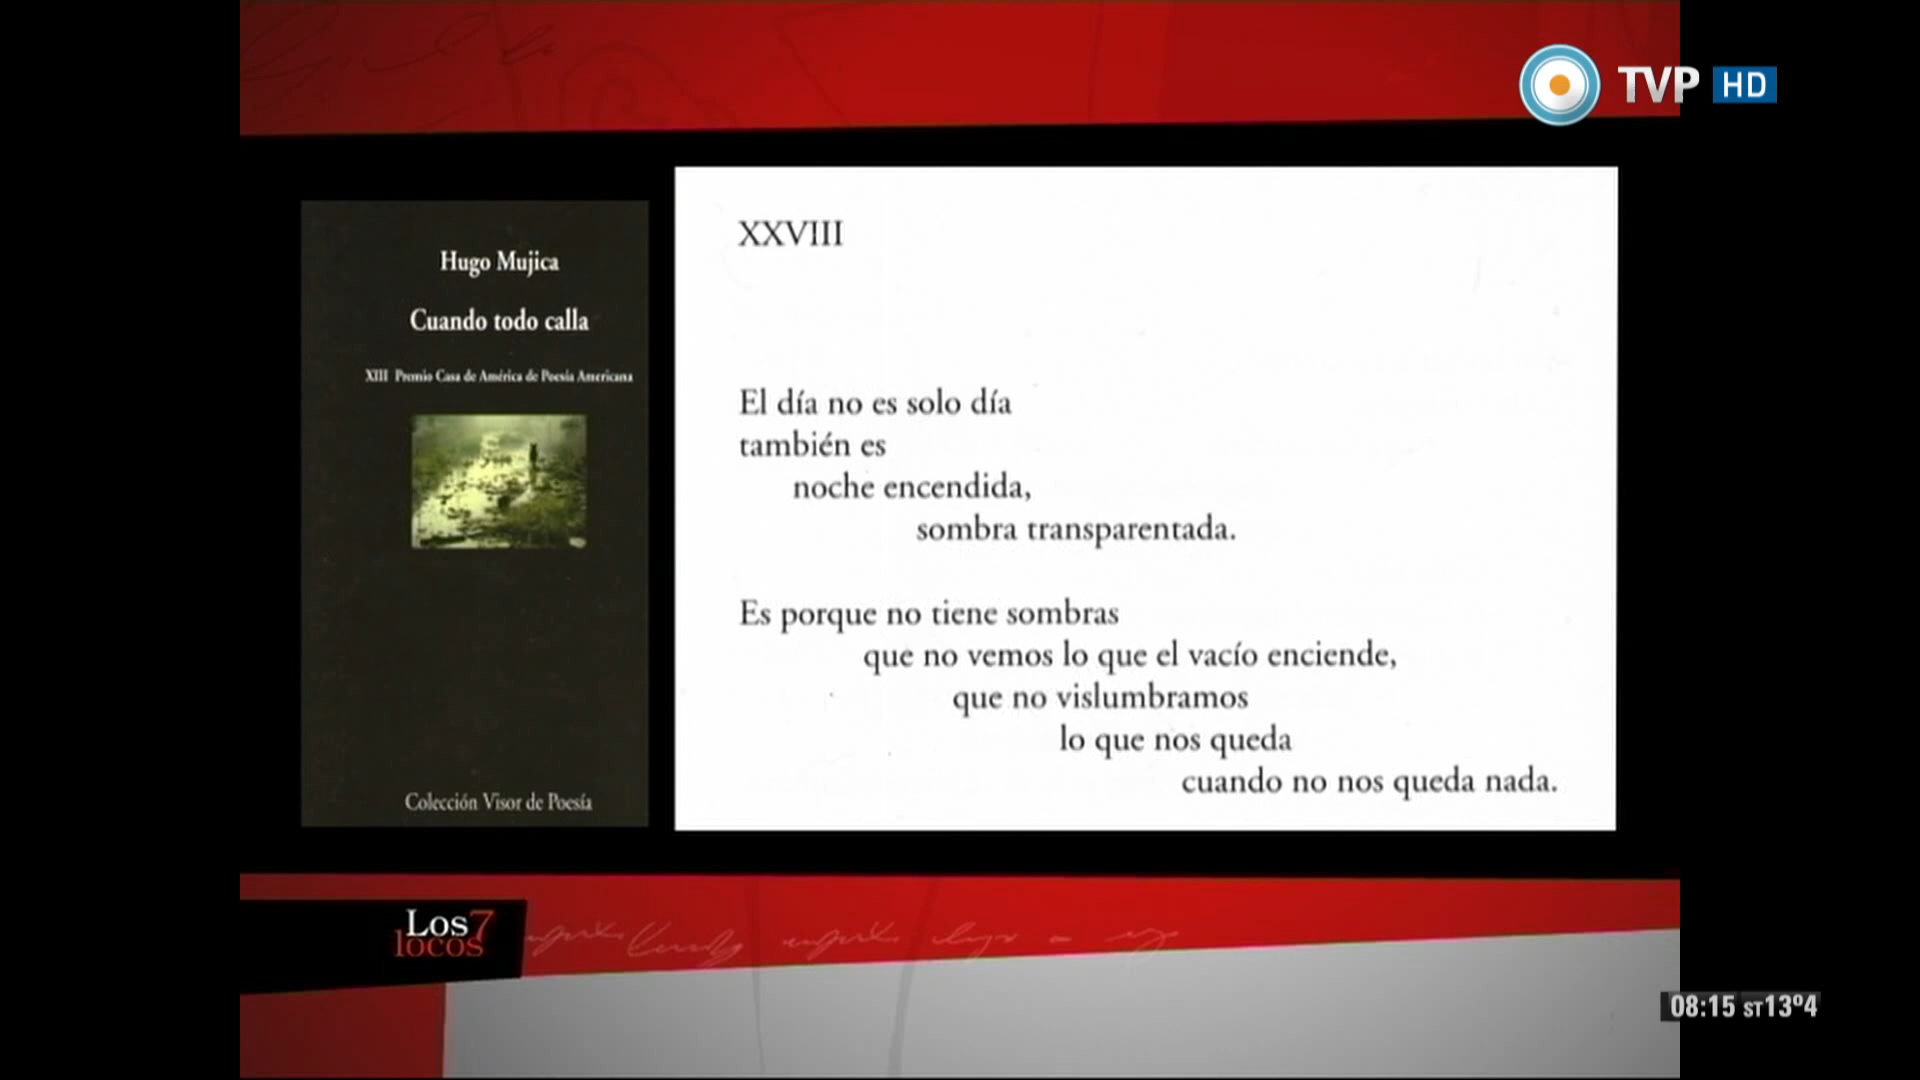 TVP HD
Hugo Mujica
Cuando todo calla
XIII Premio Casa de América de Poesía Americana
Colección Visor de Poesía
XXVIII
El día no es solo día
también es
noche encendida,
sombra transparentada.
Es porque no tiene sombras
que no vemos lo que el vacío enciende,
que no vislumbramos
lo que nos queda
cuando no nos queda nada.
Los 7
locos
08:15 ST 13º4